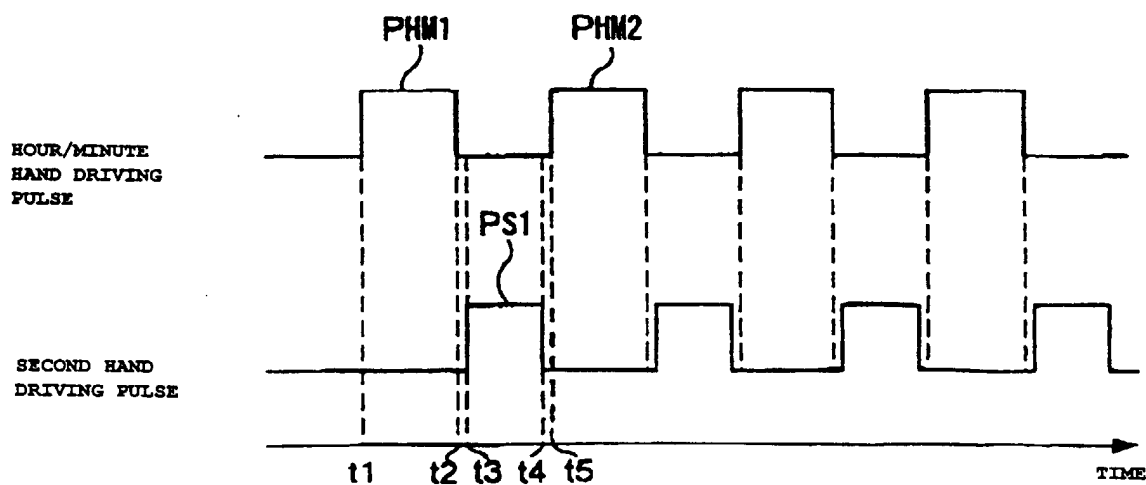 PHM1
PHM2
HOUR/MINUTE
HAND DRIVING
PULSE
PS1
SECOND HAND
DRIVING PULSE
t1
t2
t3
t4
t5
TIME